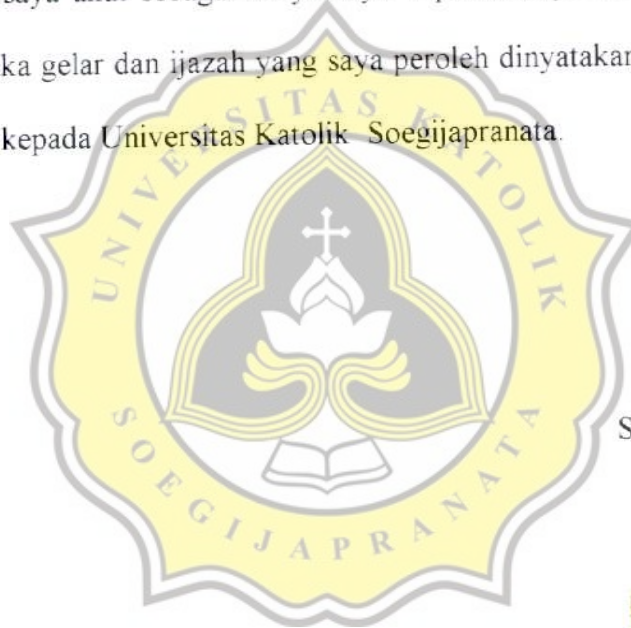 ka gelar dan ijazah yang saya peroleh dinyatakan
kepada Universitas Katolik Soegijapranata.
UNIVERSITAS KATOLIK
SOEGIJAPRANATA
S